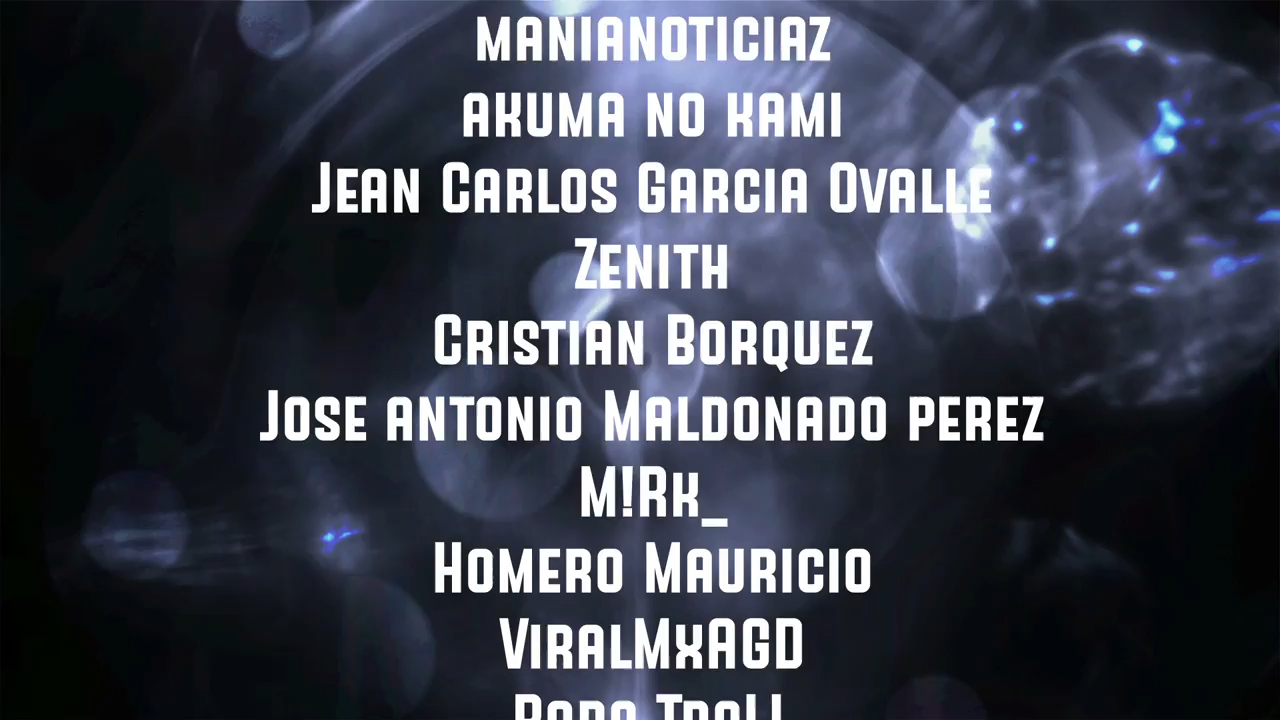 MANIANOTICIAZ
AKUMA NO KAMI
Jean Carlos Garcia Ovalle
Zenith
Cristian Borquez
Jose antonio Maldonado perez
M!Rk_
Homero Mauricio
ViralMxAGD